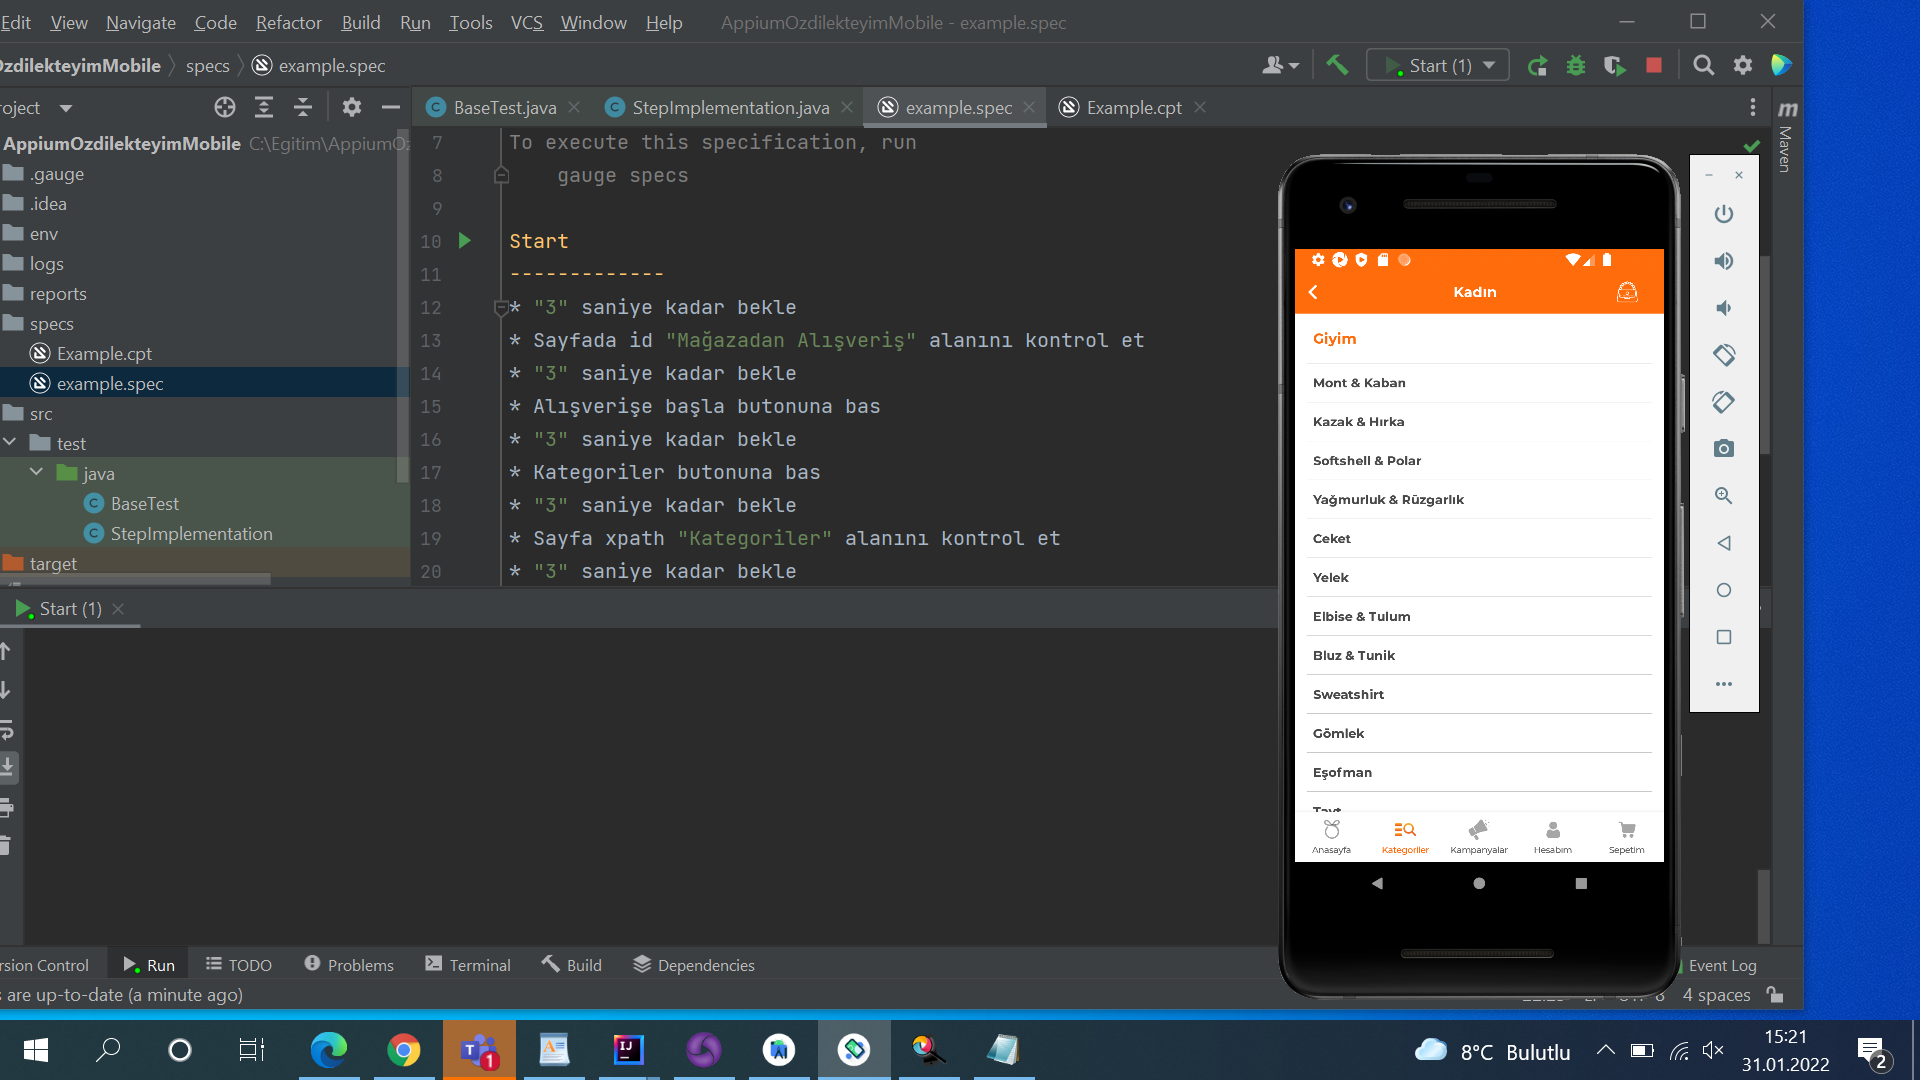 Edit View Navigate Code Refactor Build Run Tools VCS Window Help AppiumOzdilekteyimMobile - example.spec
OzdilekteyimMobile specs example.spec
Start (1)
roject
BaseTest.java
StepImplementation.java
example.spec
Example.cpt
AppiumOzdilekteyimMobile C:\Egitim\AppiumOz
.gauge
.idea
env
logs
reports
specs
Example.cpt
example.spec
src
test
java
BaseTest
StepImplementation
target
7 To execute this specification, run
8 gauge specs
9
10 Start
11 -------------
12 * "3" saniye kadar bekle
13 * Sayfada id "Mağazadan Alışveriş" alanını kontrol et
14 * "3" saniye kadar bekle
15 * Alışverişe başla butonuna bas
16 * "3" saniye kadar bekle
17 * Kategoriler butonuna bas
18 * "3" saniye kadar bekle
19 * Sayfa xpath "Kategoriler" alanını kontrol et
20 * "3" saniye kadar bekle
Maven
Kadın
Giyim
Mont & Kaban
Kazak & Hırka
Softshell & Polar
Yağmurluk & Rüzgarlık
Ceket
Yelek
Elbise & Tulum
Bluz & Tunik
Sweatshirt
Gömlek
Eşofman
Tayt
Anasayfa Kategoriler Kampanyalar Hesabım Sepetim
Start (1)
rsion Control Run TODO Problems Terminal Build Dependencies Event Log
s are up-to-date (a minute ago) 4 spaces
1
8°C Bulutlu
15:21
31.01.2022
2